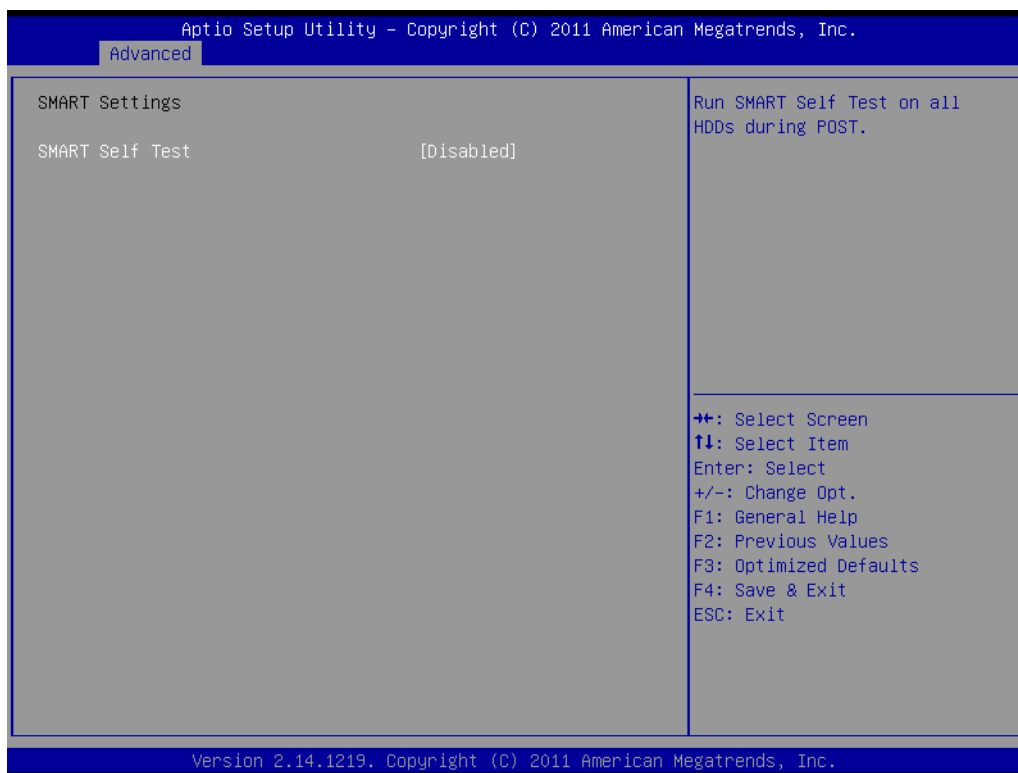 Aptio Setup Utility – Copyright (C) 2011 American Megatrends, Inc.
Advanced
SMART Settings
SMART Self Test [Disabled]
Run SMART Self Test on all
HDDs during POST.
→←: Select Screen
↑↓: Select Item
Enter: Select
+/-: Change Opt.
F1: General Help
F2: Previous Values
F3: Optimized Defaults
F4: Save & Exit
ESC: Exit
Version 2.14.1219. Copyright (C) 2011 American Megatrends, Inc.